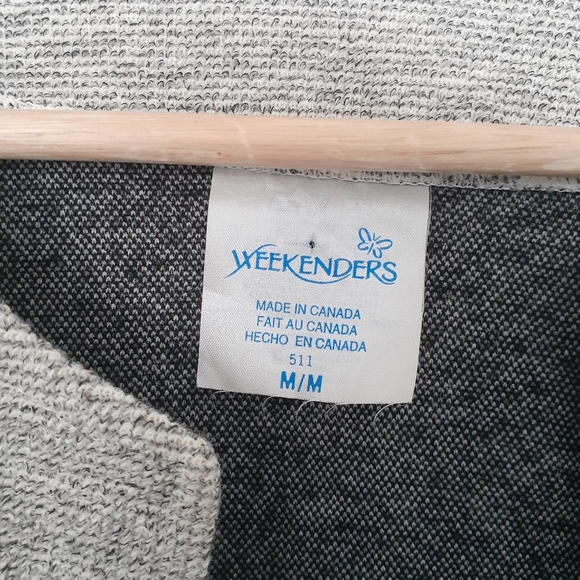 WEEKENDERS
MADE IN CANADA
FAIT AU CANADA
HECHO EN CANADA
511
M/M